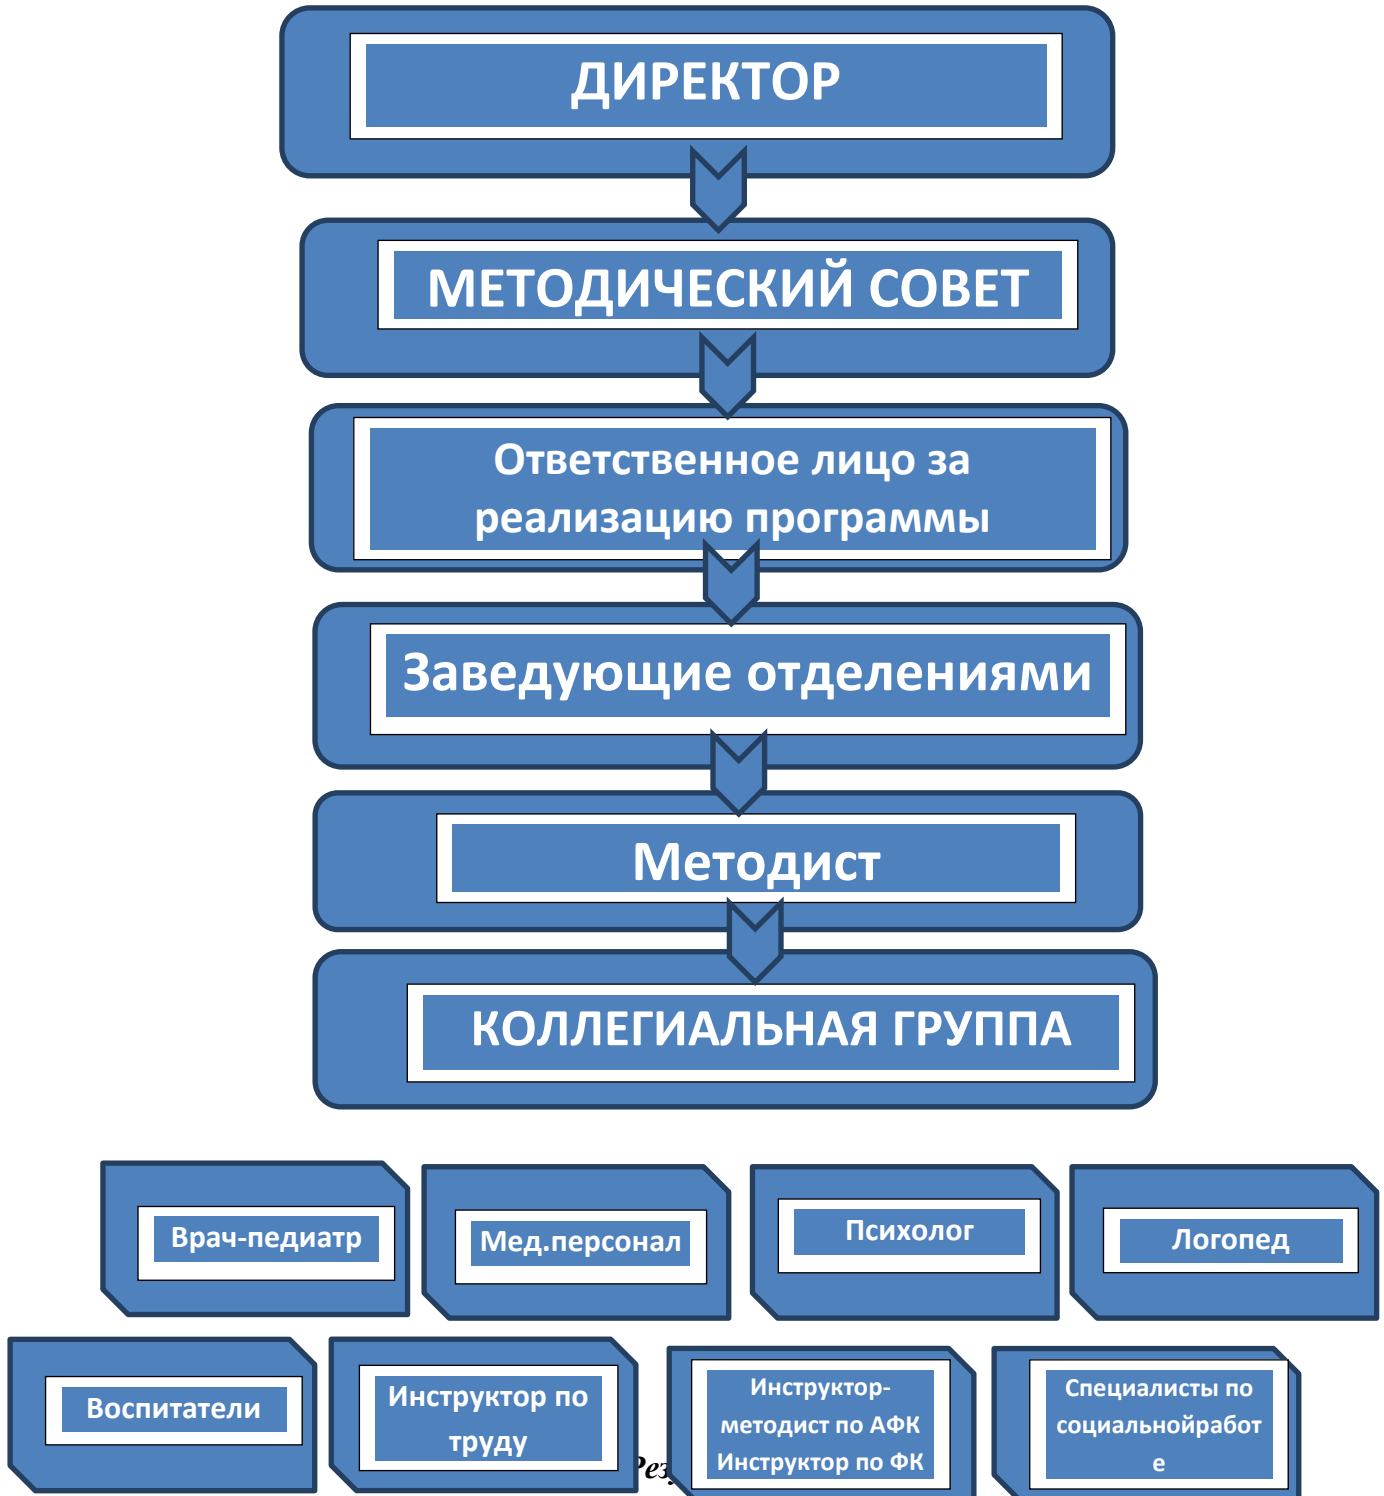 ДИРЕКТОР
МЕТОДИЧЕСКИЙ СОВЕТ
Ответственное лицо за
реализацию программы
Заведующие отделениями
Методист
КОЛЛЕГИАЛЬНАЯ ГРУППА
Врач-педиатр
Мед.персонал
Психолог
Логопед
Воспитатели
Инструктор по
труду
Инструктор-
методист по АФК
Инструктор по ФК
Специалисты по
социальнойработ
е